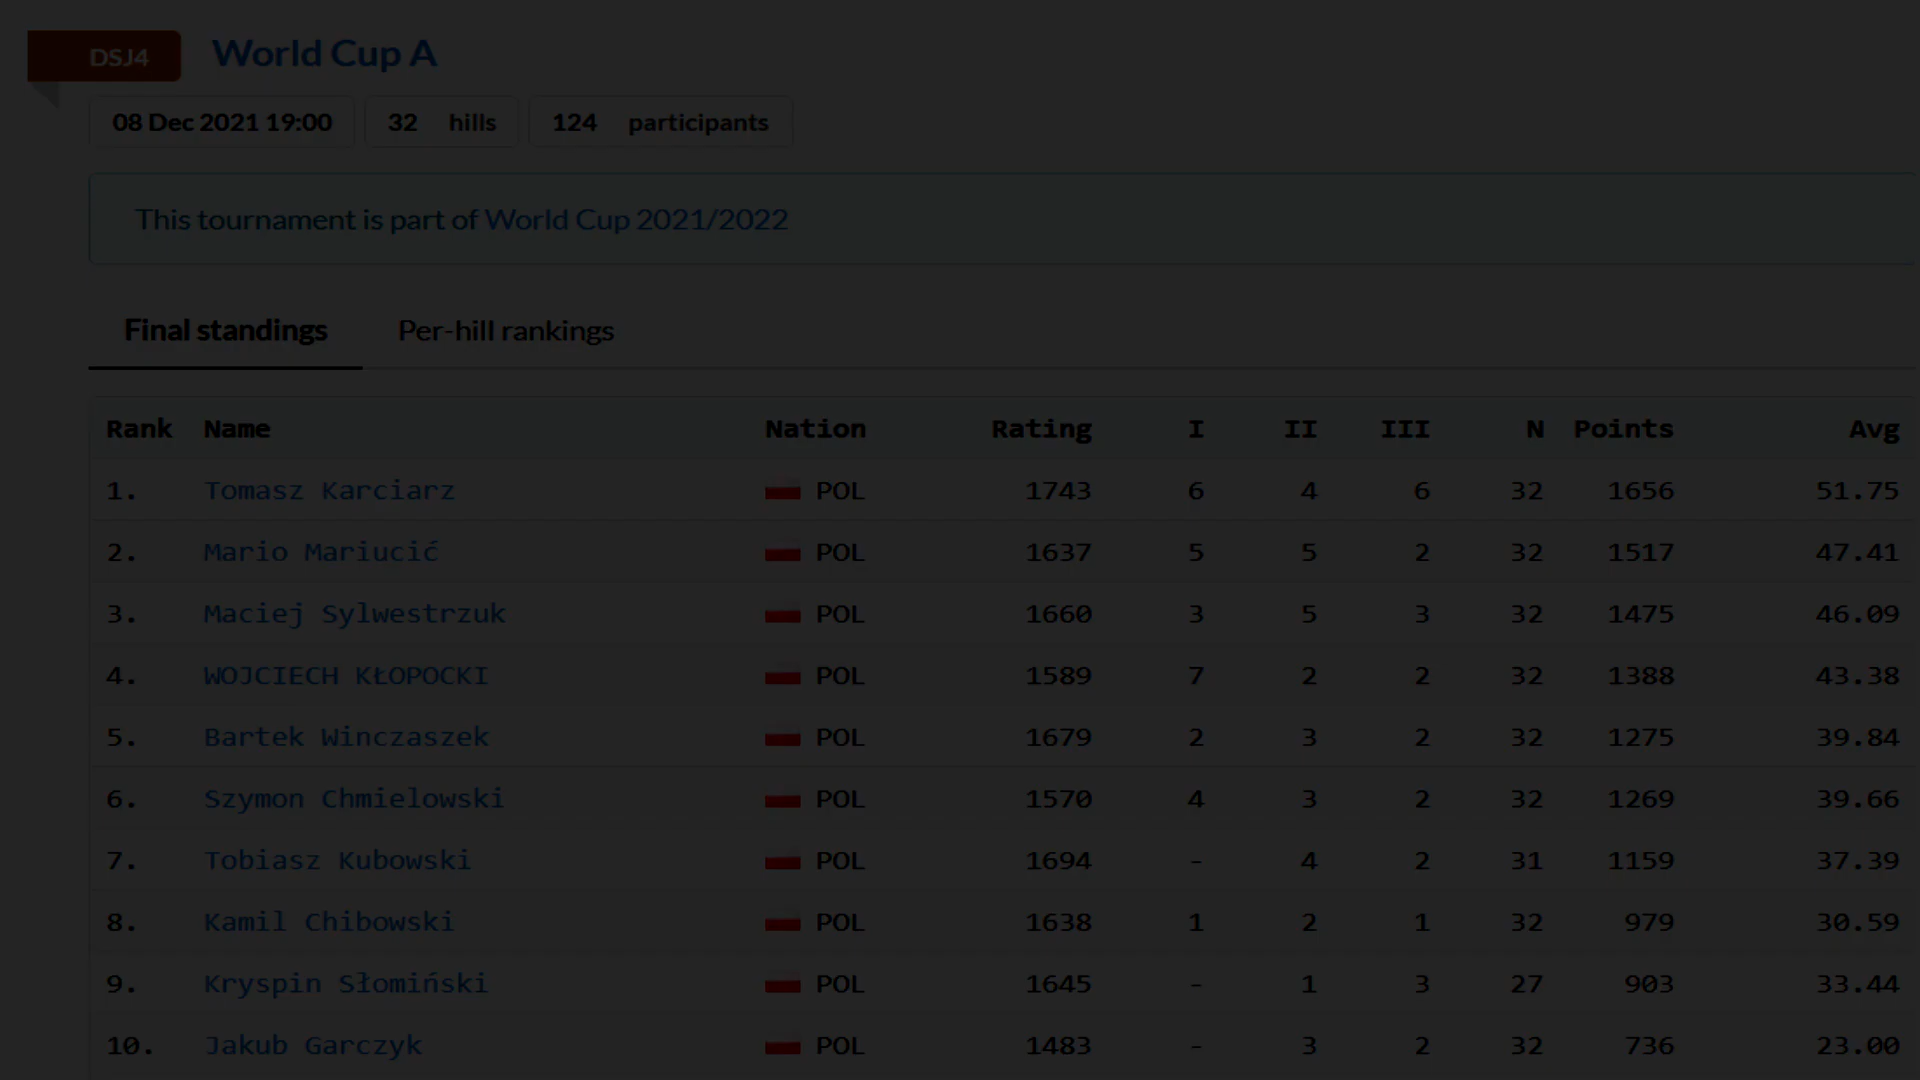 DSJ4 World Cup A
08 Dec 2021 19:00 32 hills 124 participants
This tournament is part of World Cup 2021/2022
Final standings Per-hill rankings
Rank Name Nation Rating I II III N Points Avg
1. Tomasz Karciarz POL 1743 6 4 6 32 1656 51.75
2. Mario Mariucić POL 1637 5 5 2 32 1517 47.41
3. Maciej Sylwestrzuk POL 1660 3 5 3 32 1475 46.09
4. WOJCIECH KŁOPOCKI POL 1589 7 2 2 32 1388 43.38
5. Bartek Winczaszek POL 1679 2 3 2 32 1275 39.84
6. Szymon Chmielowski POL 1570 4 3 2 32 1269 39.66
7. Tobiasz Kubowski POL 1694 - 4 2 31 1159 37.39
8. Kamil Chibowski POL 1638 1 2 1 32 979 30.59
9. Kryspin Słomiński POL 1645 - 1 3 27 903 33.44
10. Jakub Garczyk POL 1483 - 3 2 32 736 23.00